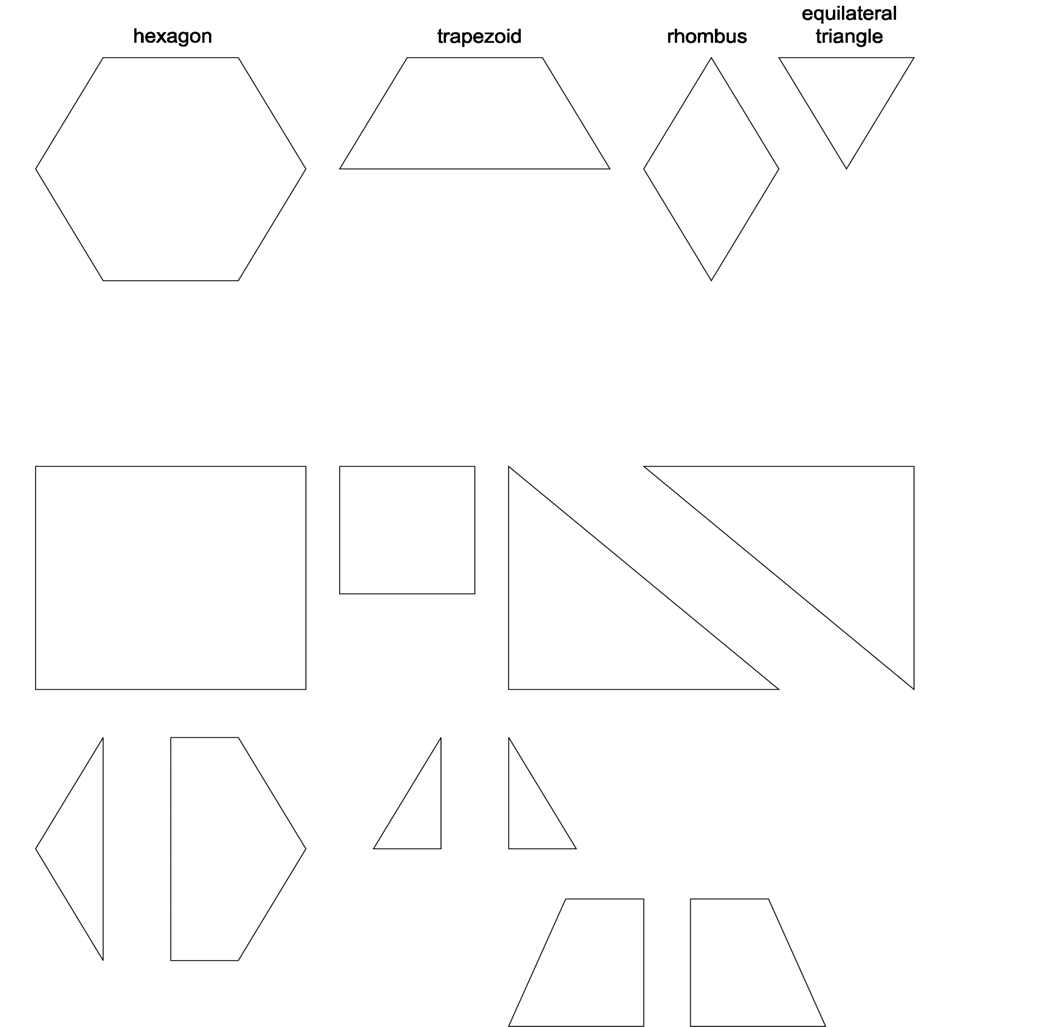 hexagon
trapezoid
rhombus
equilateral
triangle